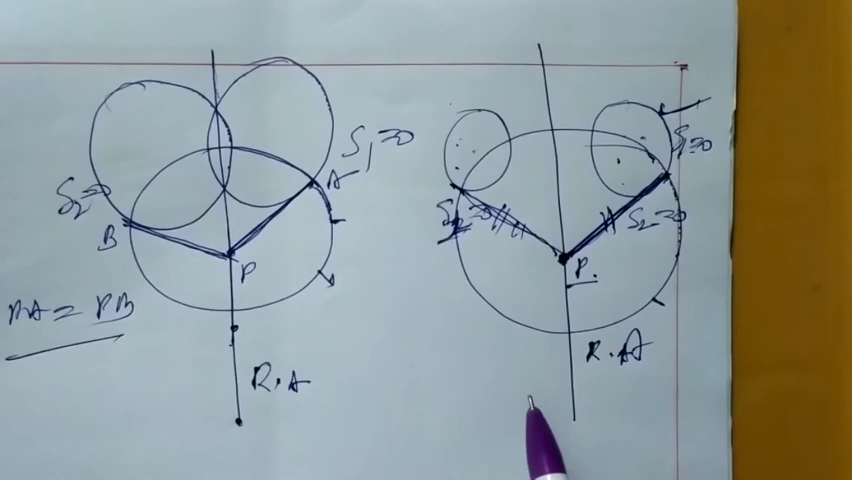 S₁=0
A
S₂=0
B
P
PA = PB
R.A
S₁=0
S₂=0
P.
R.A